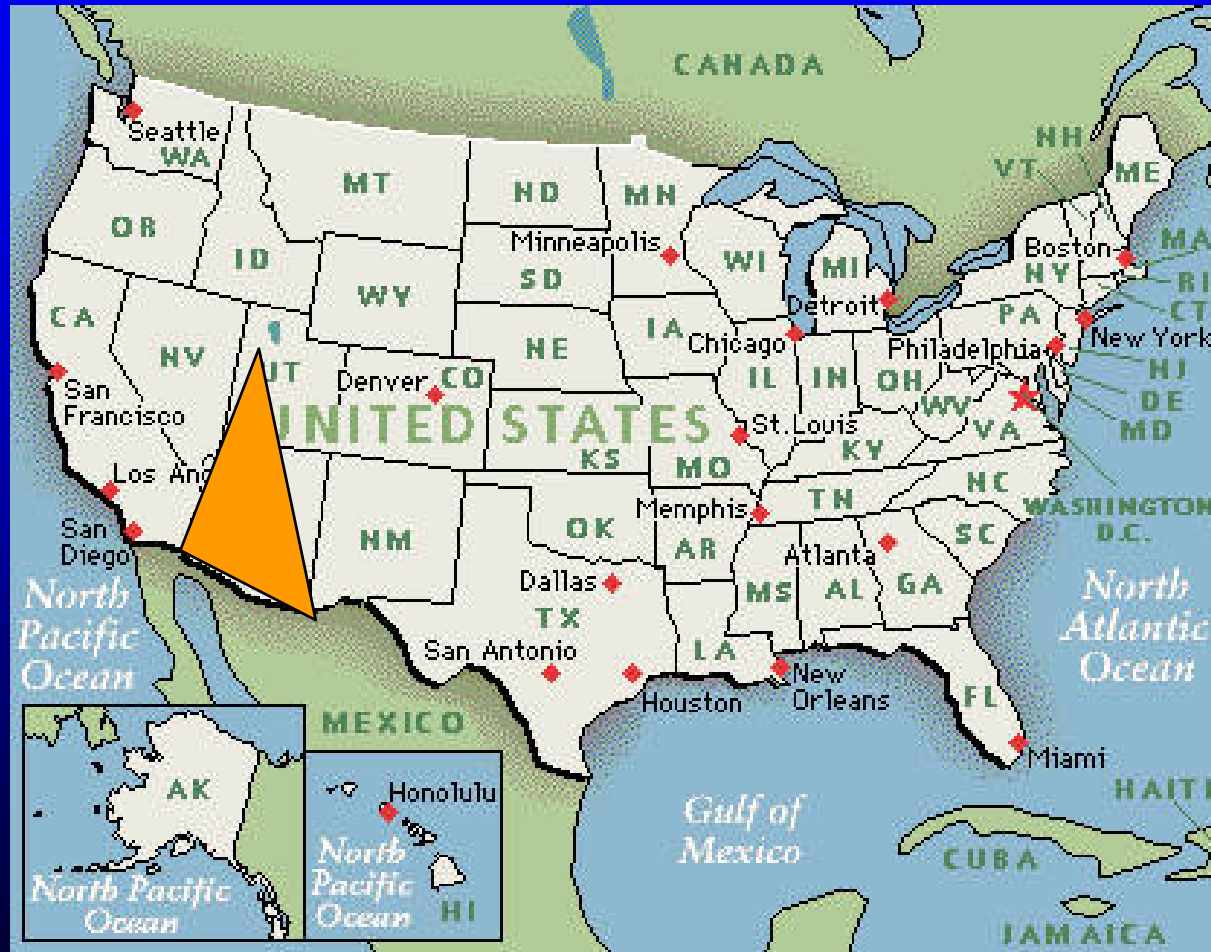 CANADA
NH
VT
ME
Seattle
WA
MT
ND
MN
OR
Minneapolis
Boston
MA
ID
SD
WI
MI
NY
RI
WY
Detroit
CT
CA
IA
PA
New York
NV
NE
Chicago
Philadelphia
NJ
UT
Denver
CO
IL
IN
OH
DE
San
Francisco
WV
UNITED STATES
St. Louis
VA
MD
KS
KY
Los Ang
MO
NC
TN
WASHINGTON
D.C.
San
Diego
NM
OK
Memphis
AR
Atlanta
SC
Dallas
MS
AL
GA
North
Pacific
Ocean
TX
North
Atlantic
Ocean
San Antonio
LA
New
Orleans
Houston
FL
MEXICO
Miami
AK
Honolulu
HAITI
Gulf of
Mexico
North Pacific
Ocean
North
Pacific
Ocean
HI
CUBA
JAMAICA